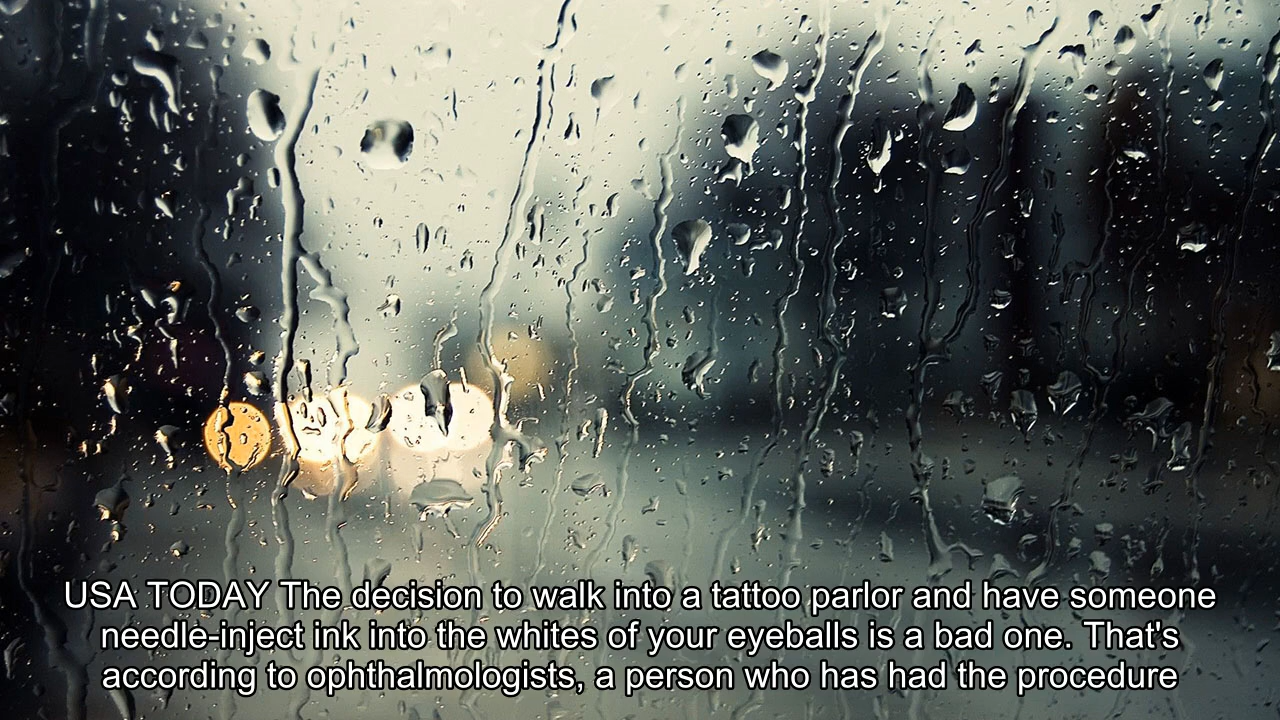 USA TODAY The decision to walk into a tattoo parlor and have someone
needle-inject ink into the whites of your eyeballs is a bad one. That's
according to ophthalmologists, a person who has had the procedure